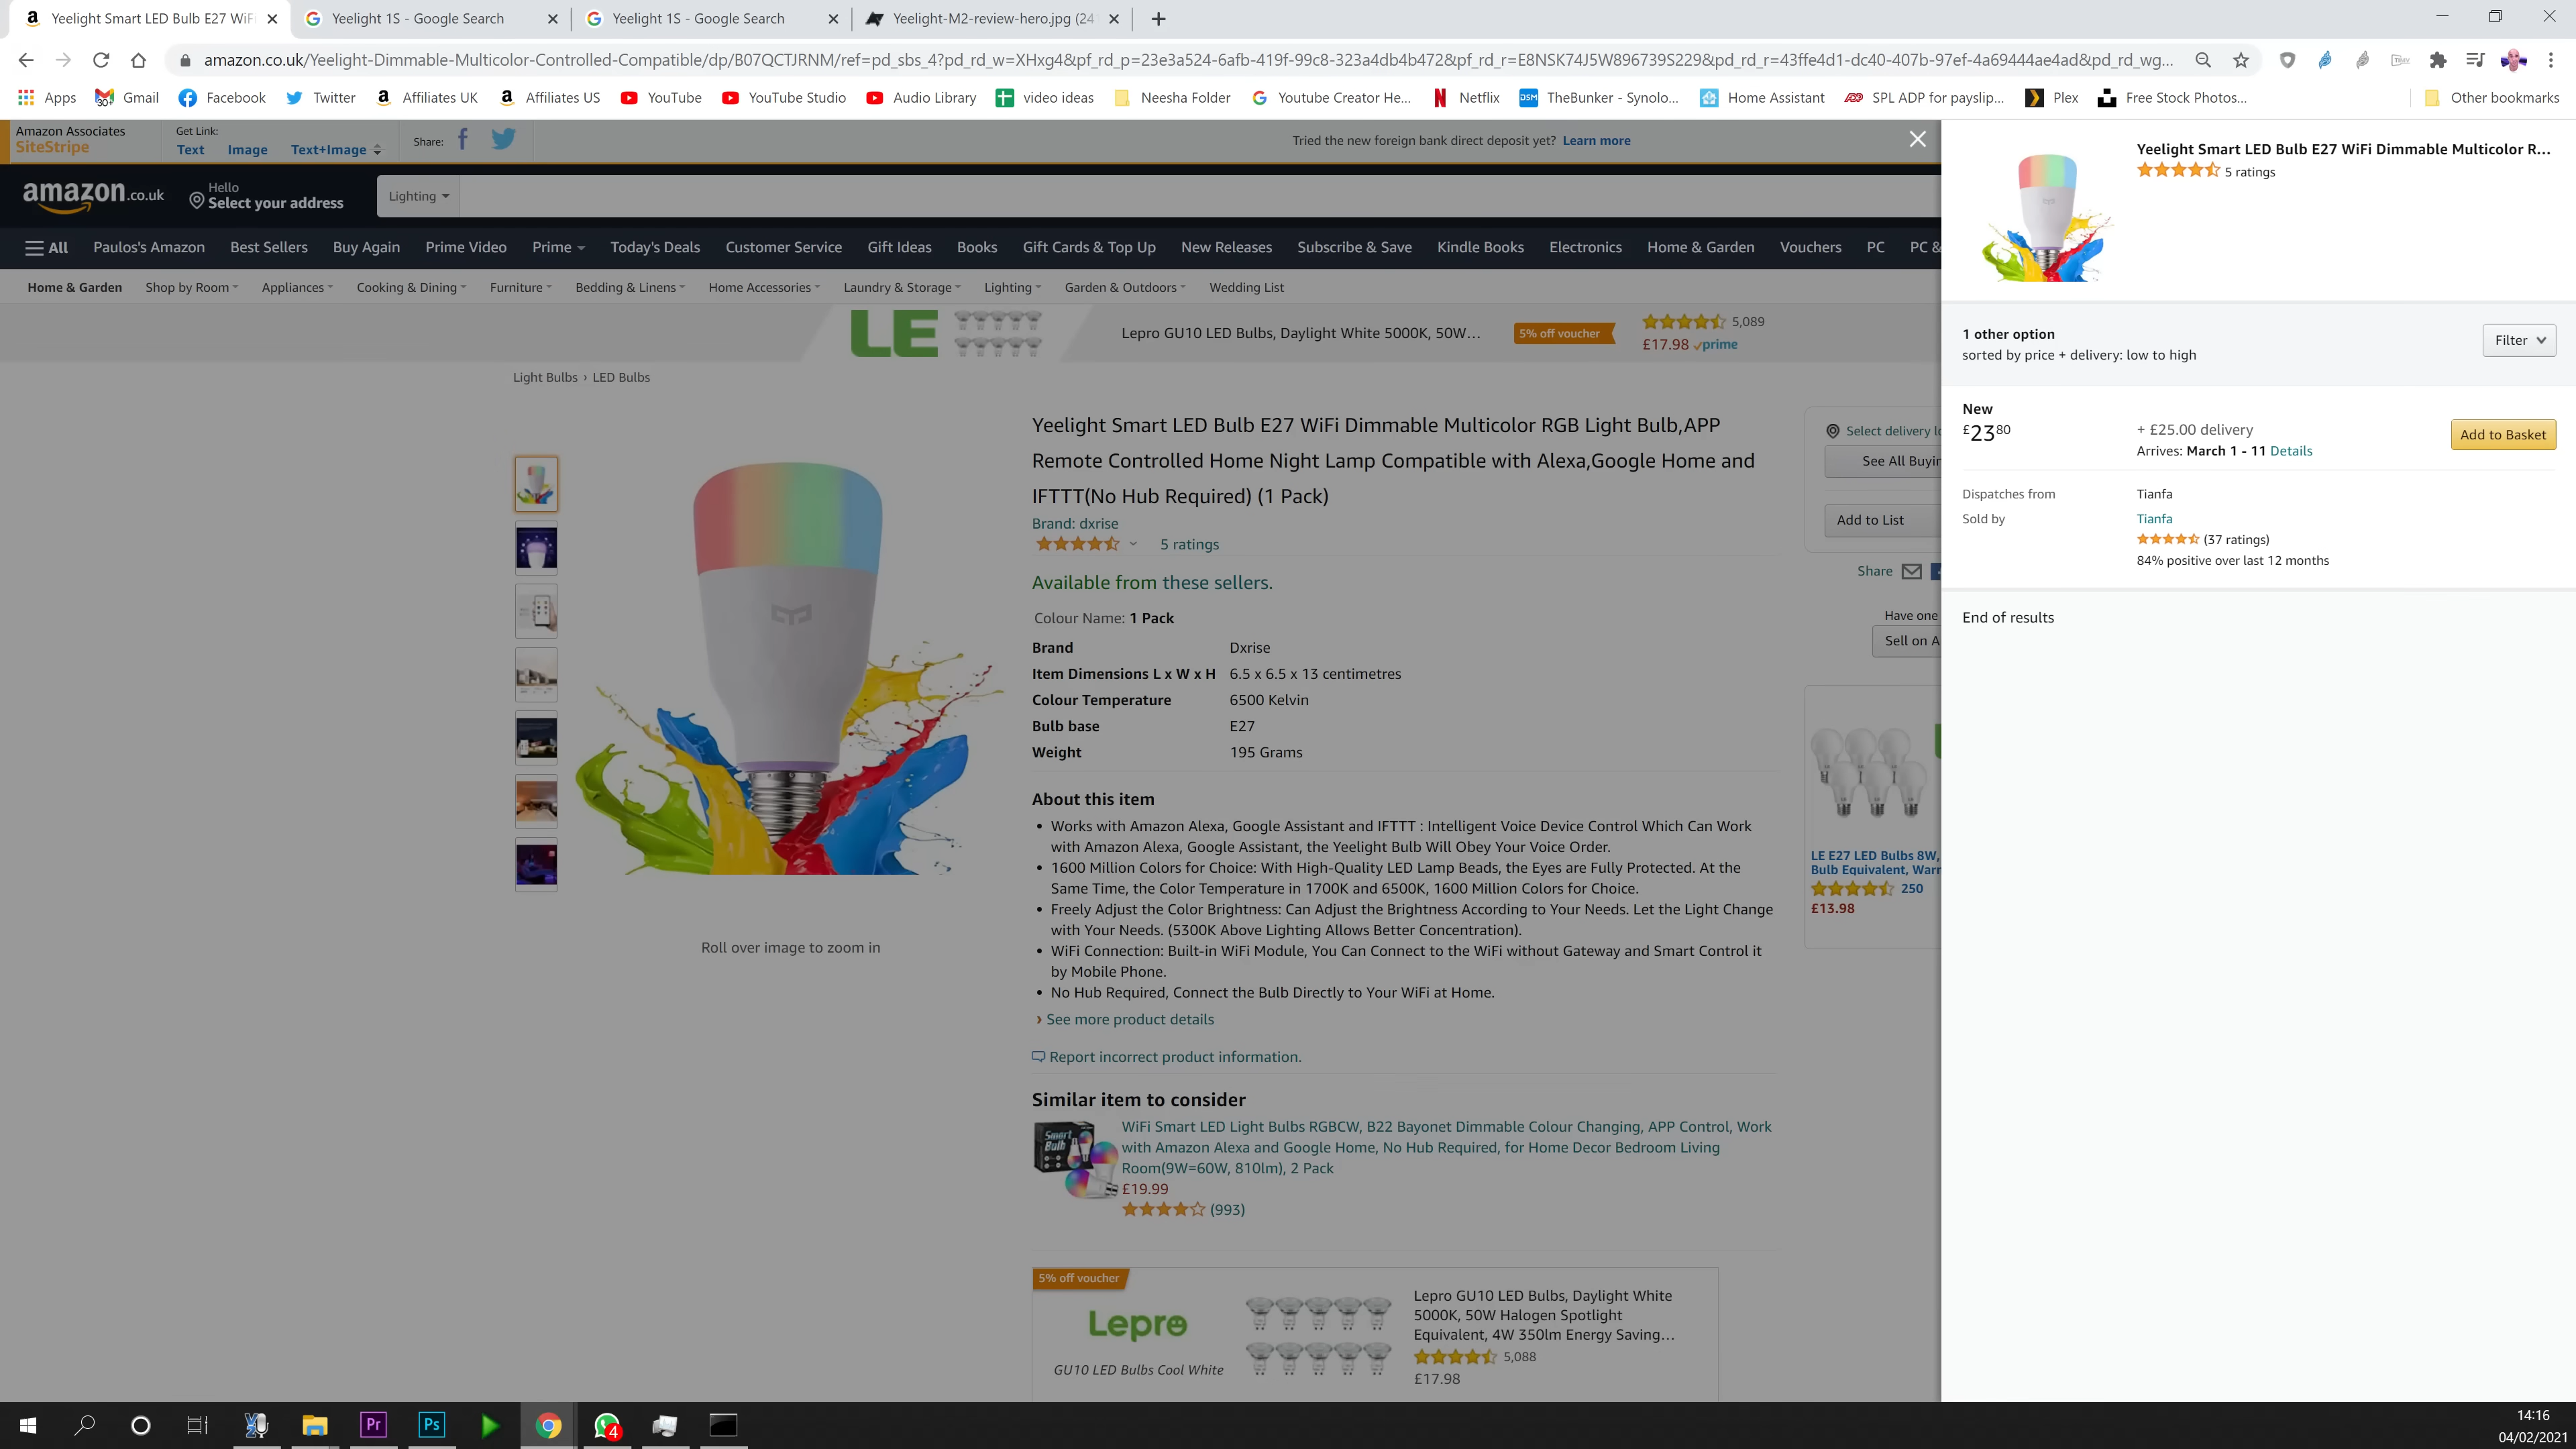 Yeelight Smart LED Bulb E27 WiFi
Yeelight 1S - Google Search
Yeelight 1S - Google Search
Yeelight-M2-review-hero.jpg (24
amazon.co.uk/Yeelight-Dimmable-Multicolor-Controlled-Compatible/dp/B07QCTJRNM/ref=pd_sbs_4?pd_rd_w=XHxg4&pf_rd_p=23e3a524-6afb-419f-99c8-323a4db4b472&pf_rd_r=E8NSK74J5W896739S229&pd_rd_r=43ffe4d1-dc40-407b-97ef-4a69444ae4ad&pd_rd_wg...
Apps
Gmail
Facebook
Twitter
Affiliates UK
Affiliates US
YouTube
YouTube Studio
Audio Library
video ideas
Neesha Folder
Youtube Creator He...
Netflix
DSM
TheBunker - Synolo...
Home Assistant
SPL ADP for payslip...
Plex
Free Stock Photos...
Other bookmarks
Amazon Associates
SiteStripe
Get Link:
Text
Image
Text+Image
Share:
Tried the new foreign bank direct deposit yet? Learn more
amazon.co.uk
Hello
Select your address
Lighting
All
Paulos's Amazon
Best Sellers
Buy Again
Prime Video
Prime
Today's Deals
Customer Service
Gift Ideas
Books
Gift Cards & Top Up
New Releases
Subscribe & Save
Kindle Books
Electronics
Home & Garden
Vouchers
PC
PC &
Home & Garden
Shop by Room
Appliances
Cooking & Dining
Furniture
Bedding & Linens
Home Accessories
Laundry & Storage
Lighting
Garden & Outdoors
Wedding List
LE
Lepro GU10 LED Bulbs, Daylight White 5000K, 50W...
5% off voucher
5,089
£17.98 prime
Light Bulbs › LED Bulbs
Yeelight Smart LED Bulb E27 WiFi Dimmable Multicolor RGB Light Bulb,APP
Remote Controlled Home Night Lamp Compatible with Alexa,Google Home and
IFTTT(No Hub Required) (1 Pack)
Brand: dxrise
5 ratings
Available from these sellers.
Colour Name: 1 Pack
Brand Dxrise
Item Dimensions L x W x H 6.5 x 6.5 x 13 centimetres
Colour Temperature 6500 Kelvin
Bulb base E27
Weight 195 Grams
About this item
• Works with Amazon Alexa, Google Assistant and IFTTT : Intelligent Voice Device Control Which Can Work
with Amazon Alexa, Google Assistant, the Yeelight Bulb Will Obey Your Voice Order.
• 1600 Million Colors for Choice: With High-Quality LED Lamp Beads, the Eyes are Fully Protected. At the
Same Time, the Color Temperature in 1700K and 6500K, 1600 Million Colors for Choice.
• Freely Adjust the Color Brightness: Can Adjust the Brightness According to Your Needs. Let the Light Change
with Your Needs. (5300K Above Lighting Allows Better Concentration).
• WiFi Connection: Built-in WiFi Module, You Can Connect to the WiFi without Gateway and Smart Control it
by Mobile Phone.
• No Hub Required, Connect the Bulb Directly to Your WiFi at Home.
› See more product details
Report incorrect product information.
Roll over image to zoom in
Similar item to consider
Smart
Bulb
WiFi Smart LED Light Bulbs RGBCW, B22 Bayonet Dimmable Colour Changing, APP Control, Work
with Amazon Alexa and Google Home, No Hub Required, for Home Decor Bedroom Living
Room(9W=60W, 810lm), 2 Pack
£19.99
(993)
5% off voucher
Lepro
GU10 LED Bulbs Cool White
Lepro GU10 LED Bulbs, Daylight White
5000K, 50W Halogen Spotlight
Equivalent, 4W 350lm Energy Saving...
5,088
£17.98
Select delivery lo
See All Buyin
Add to List
Share
Have one
Sell on A
LE E27 LED Bulbs 8W,
Bulb Equivalent, Warr
250
£13.98
Yeelight Smart LED Bulb E27 WiFi Dimmable Multicolor R...
5 ratings
1 other option
sorted by price + delivery: low to high
Filter
New
£23 80
+ £25.00 delivery
Arrives: March 1 - 11 Details
Add to Basket
Dispatches from Tianfa
Sold by Tianfa
(37 ratings)
84% positive over last 12 months
End of results
Pr
Ps
4
14:16
04/02/2021